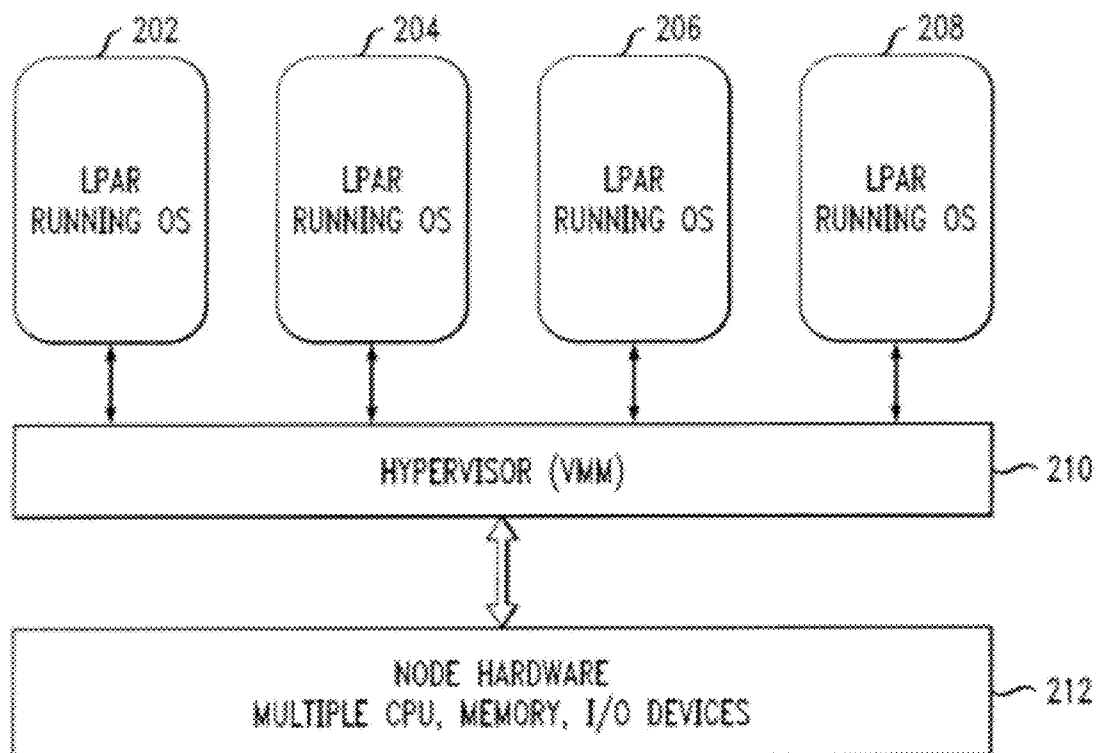 202
204
206
208
LPAR
RUNNING OS
LPAR
RUNNING OS
LPAR
RUNNING OS
LPAR
RUNNING OS
HYPERVISOR (VMM)
210
NODE HARDWARE
MULTIPLE CPU, MEMORY, I/O DEVICES
212